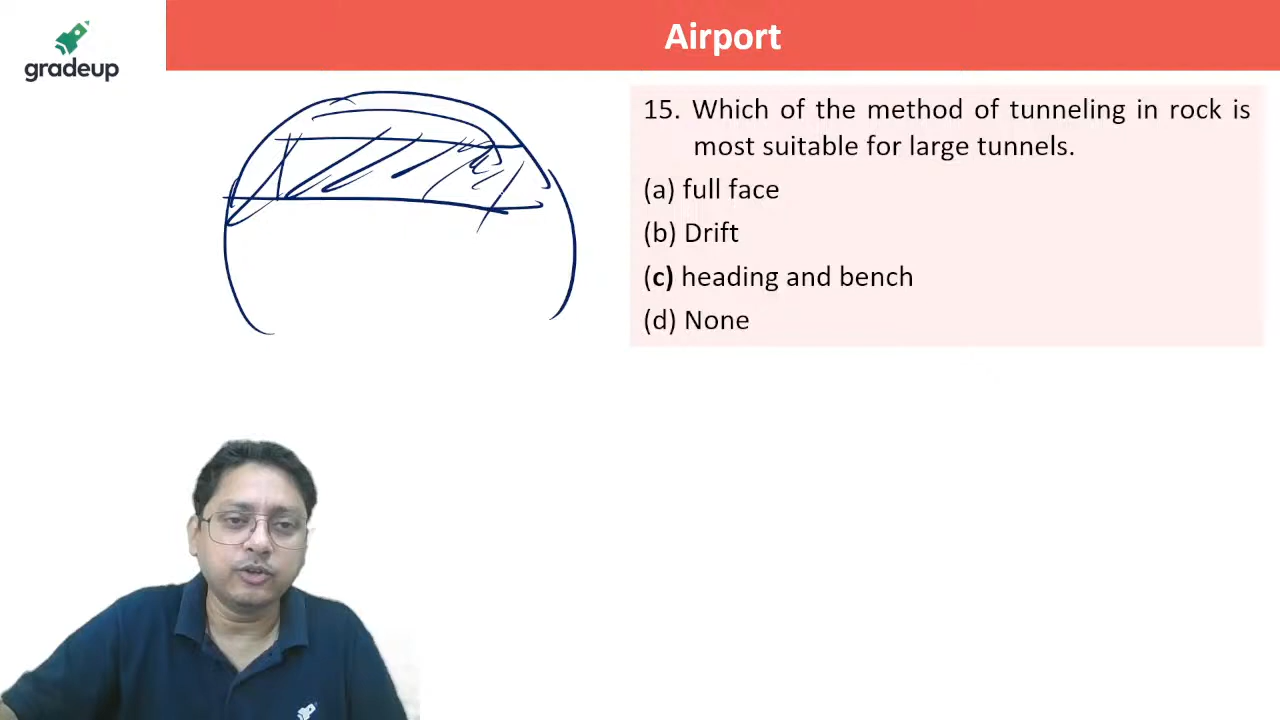 gradeup
Airport
15. Which of the method of tunneling in rock is
most suitable for large tunnels.
(a) full face
(b) Drift
(c) heading and bench
(d) None